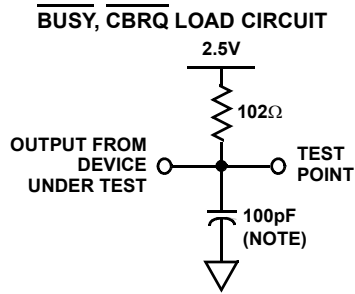 BUSY, CBRQ LOAD CIRCUIT
2.5V
102Ω
OUTPUT FROM
DEVICE
UNDER TEST
TEST
POINT
100pF
(NOTE)